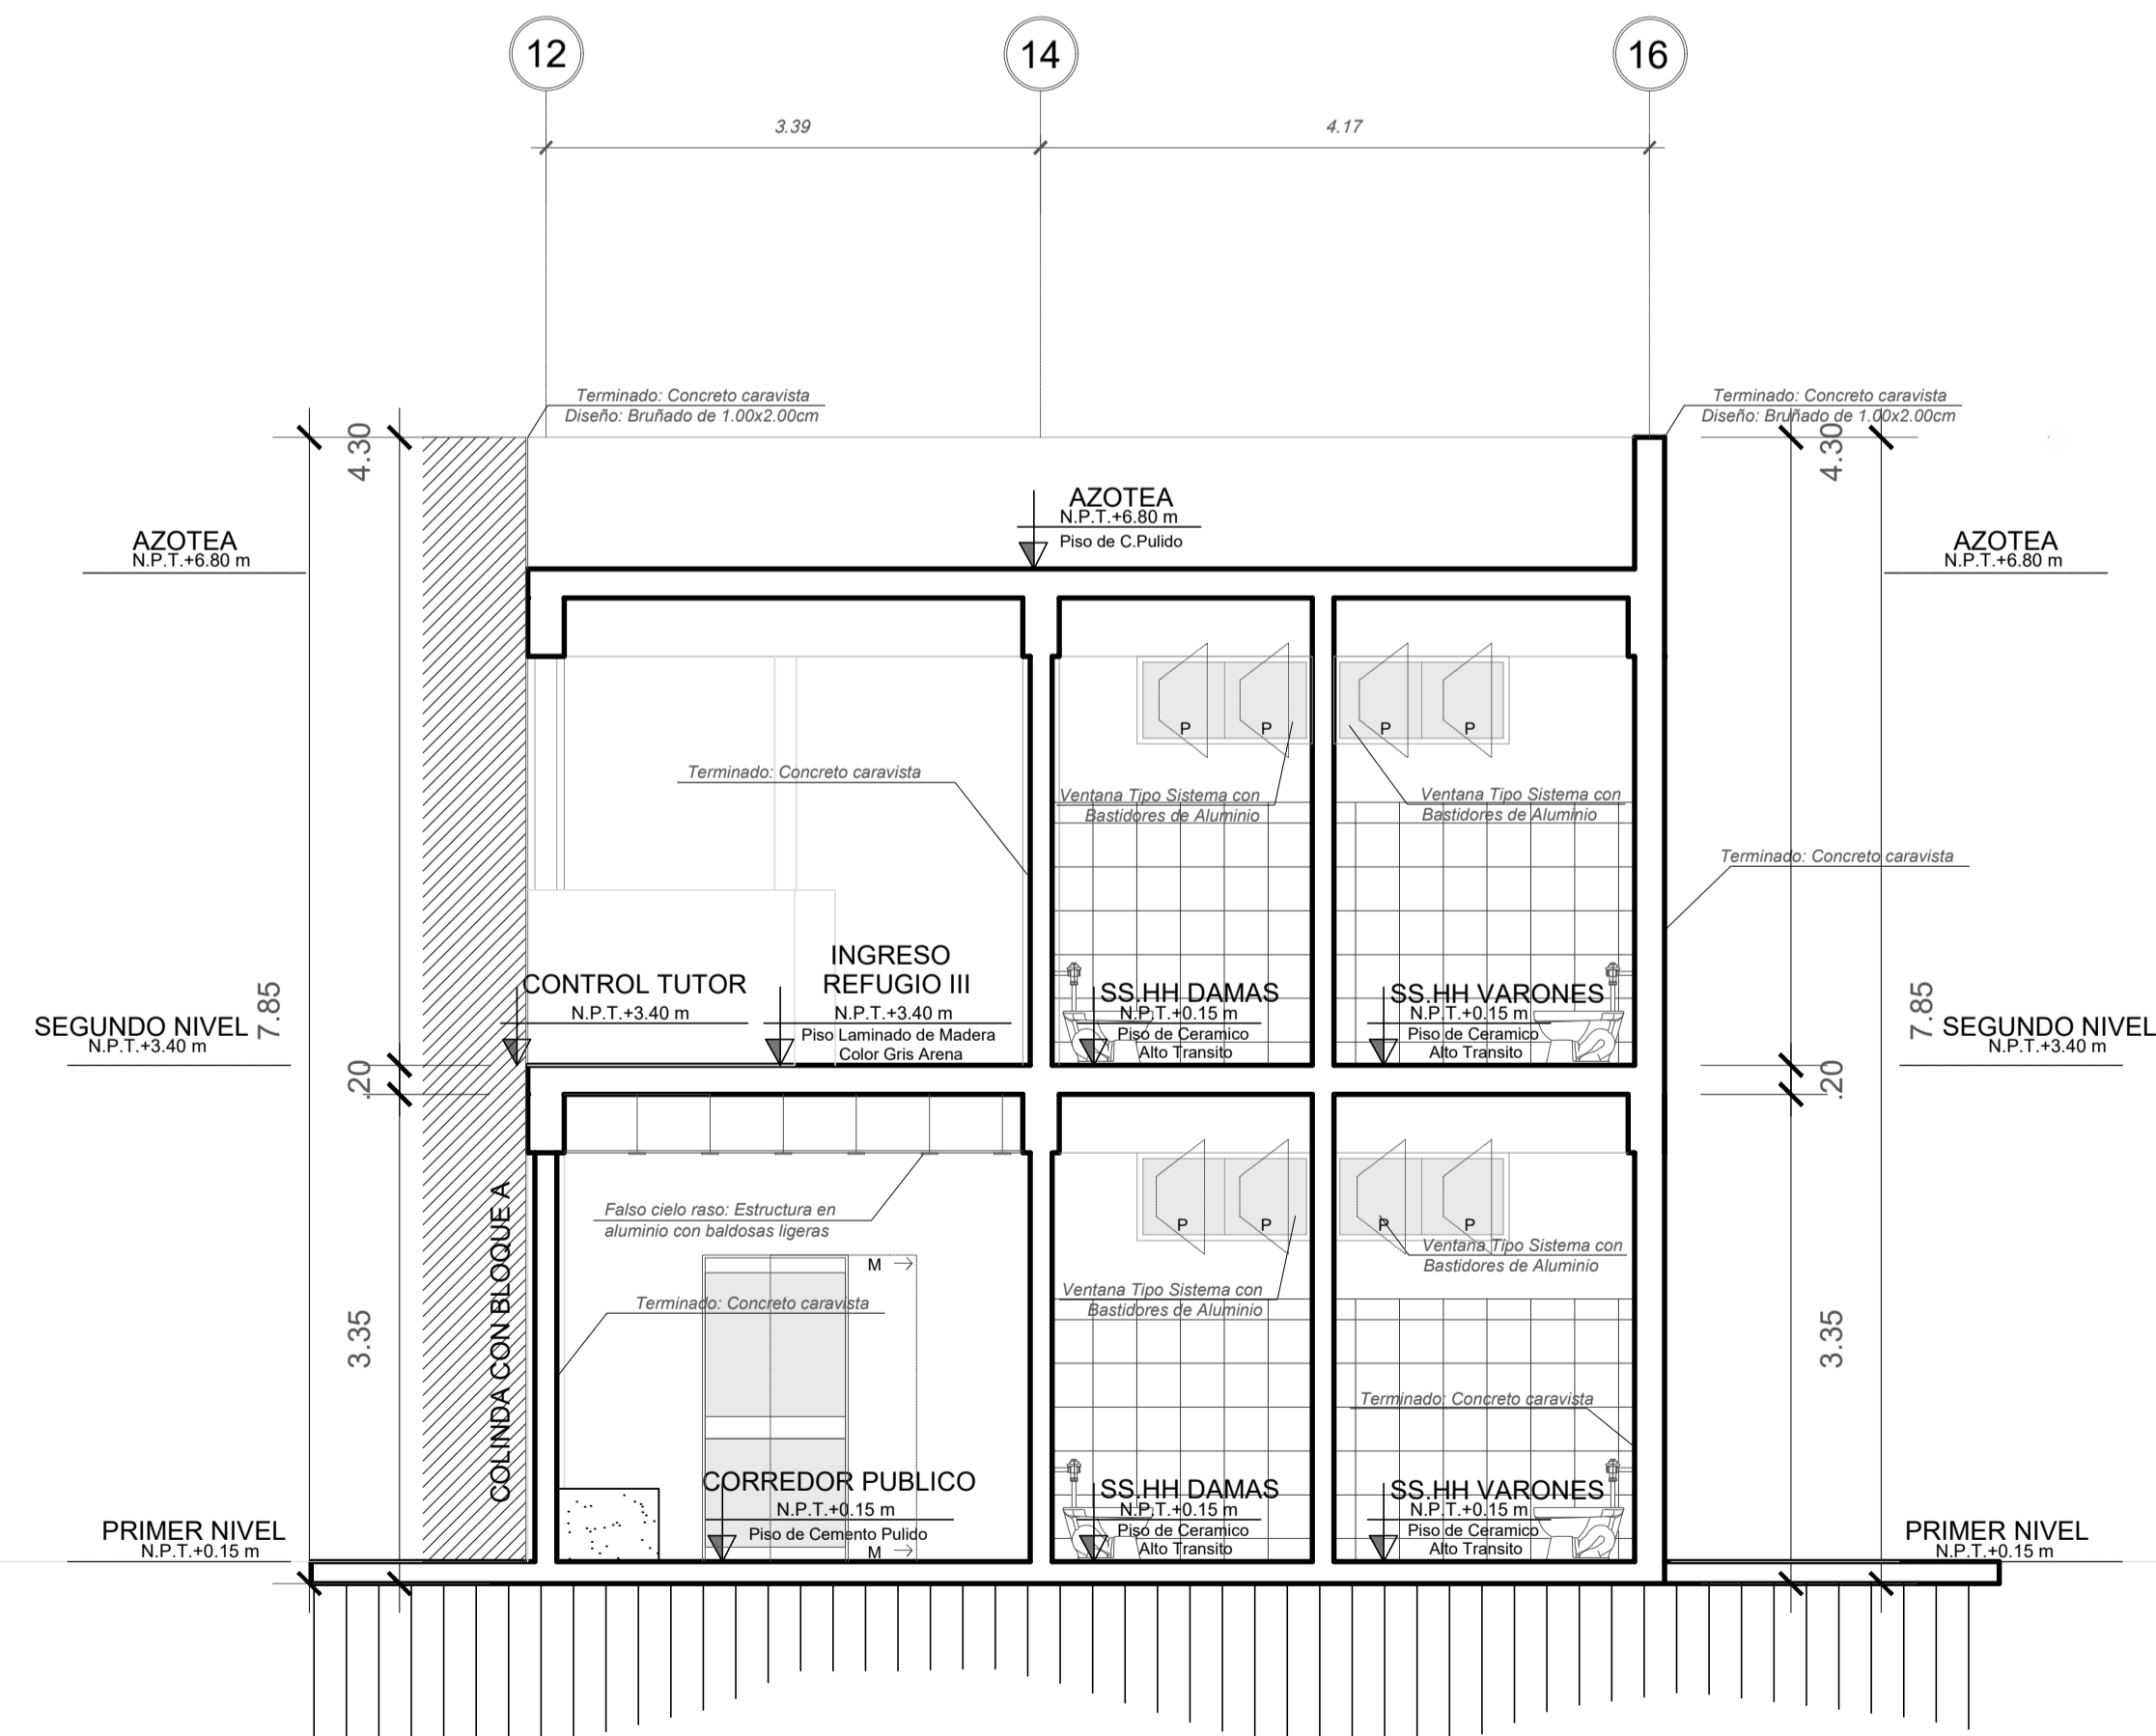 12
14
16
3.39
4.17
Terminado: Concreto caravista
Diseño: Bruñado de 1.00x2.00cm
Terminado: Concreto caravista
Diseño: Bruñado de 1.00x2.00cm
4.30
4.30
AZOTEA
N.P.T.+6.80 m
AZOTEA
N.P.T.+6.80 m
Piso de C.Pulido
AZOTEA
N.P.T.+6.80 m
P
P
P
P
Terminado: Concreto caravista
Ventana Tipo Sistema con
Bastidores de Aluminio
Ventana Tipo Sistema con
Bastidores de Aluminio
Terminado: Concreto caravista
CONTROL TUTOR
N.P.T.+3.40 m
INGRESO
REFUGIO III
N.P.T.+3.40 m
Piso Laminado de Madera
Color Gris Arena
SS.HH DAMAS
N.P.T.+0.15 m
Piso de Ceramico
Alto Transito
SS.HH VARONES
N.P.T.+0.15 m
Piso de Ceramico
Alto Transito
7.85
7.85
SEGUNDO NIVEL
N.P.T.+3.40 m
SEGUNDO NIVEL
N.P.T.+3.40 m
.20
.20
COLINDA CON BLOQUE A
Falso cielo raso: Estructura en
aluminio con baldosas ligeras
P
P
P
P
M
Ventana Tipo Sistema con
Bastidores de Aluminio
Ventana Tipo Sistema con
Bastidores de Aluminio
Terminado: Concreto caravista
3.35
3.35
Terminado: Concreto caravista
CORREDOR PUBLICO
N.P.T.+0.15 m
Piso de Cemento Pulido
M
SS.HH DAMAS
N.P.T.+0.15 m
Piso de Ceramico
Alto Transito
SS.HH VARONES
N.P.T.+0.15 m
Piso de Ceramico
Alto Transito
PRIMER NIVEL
N.P.T.+0.15 m
PRIMER NIVEL
N.P.T.+0.15 m